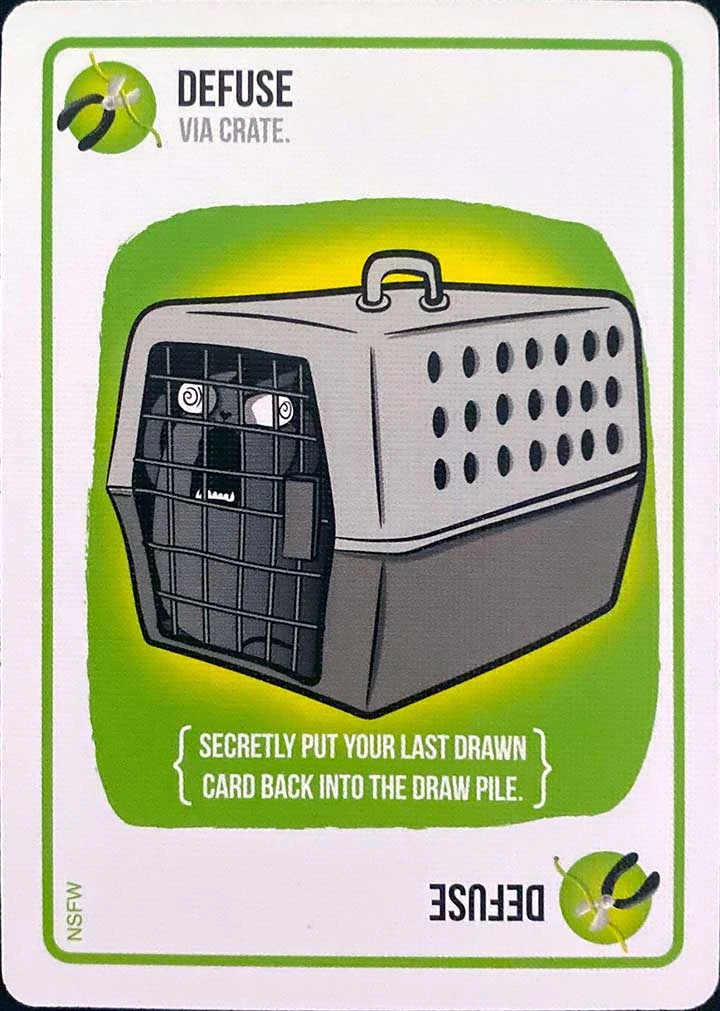 DEFUSE
VIA CRATE.
SECRETLY PUT YOUR LAST DRAWN
CARD BACK INTO THE DRAW PILE.
DEFUSE
NSFW